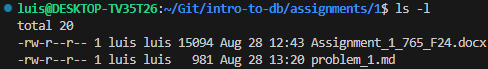 luis@DESKTOP-TV35T26:~/Git/intro-to-db/assignments/1$ ls -l
total 20
-rw-r--r-- 1 luis luis 15094 Aug 28 12:43 Assignment_1_765_F24.docx
-rw-r--r-- 1 luis luis   981 Aug 28 13:20 problem_1.md